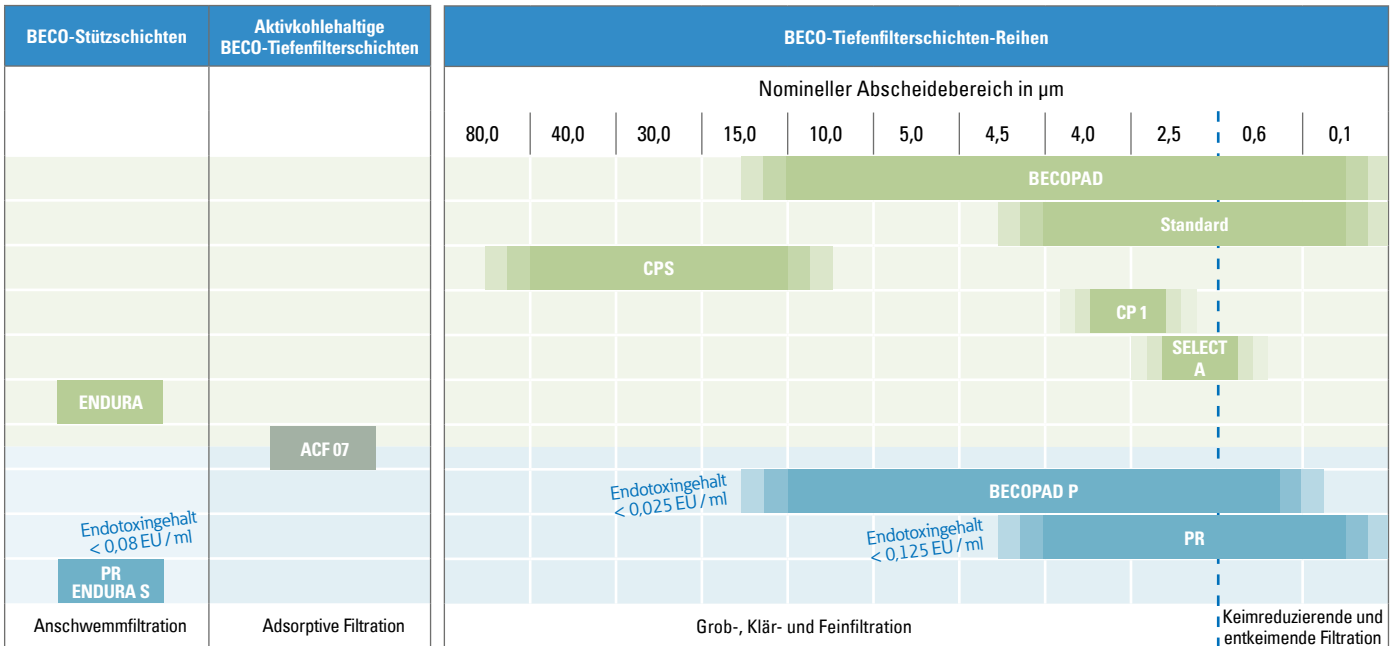 BECO-Stützschichten
Aktivkohlehaltige
BECO-Tiefenfilterschichten
BECO-Tiefenfilterschichten-Reihen
Nomineller Abscheidebereich in µm
80,0 40,0 30,0 15,0 10,0 5,0 4,5 4,0 2,5 0,6 0,1
BECOPAD
Standard
CPS
CP 1
SELECT
A
ENDURA
ACF 07
Endotoxingehalt
< 0,025 EU / ml
BECOPAD P
Endotoxingehalt
< 0,08 EU / ml
Endotoxingehalt
< 0,125 EU / ml
PR
PR
ENDURA S
Anschwemmfiltration
Adsorptive Filtration
Grob-, Klär- und Feinfiltration
Keimreduzierende und
entkeimende Filtration